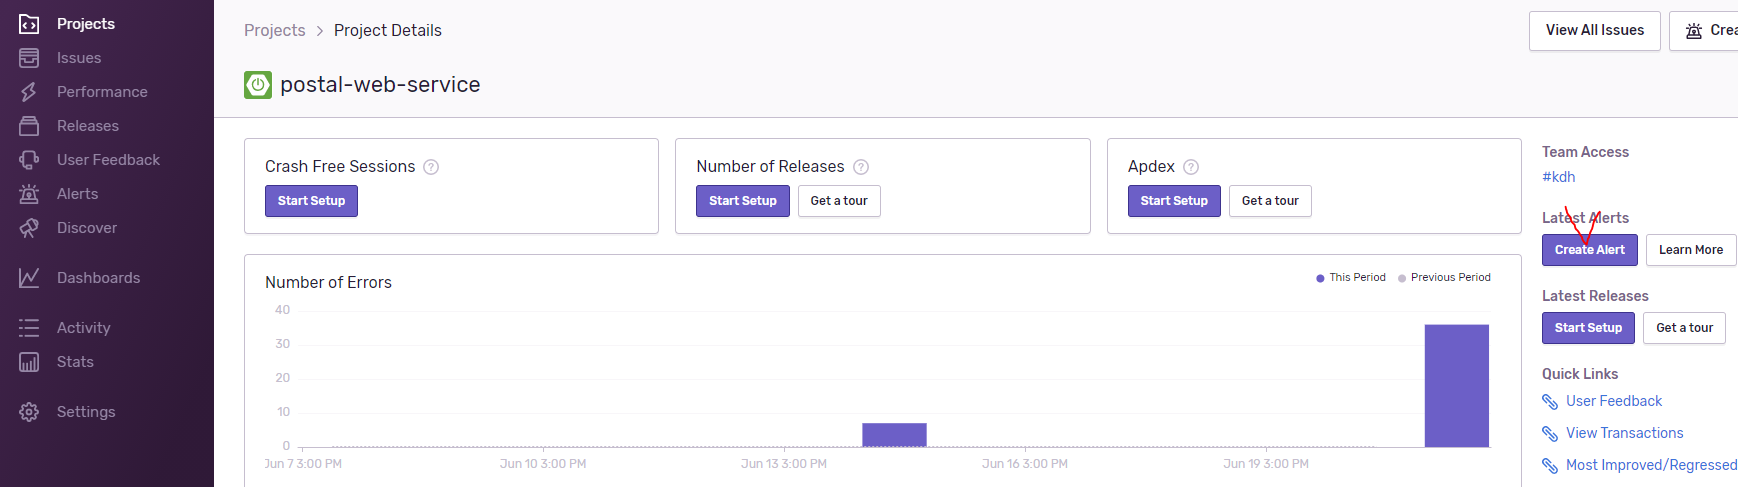 Projects
Issues
Performance
Releases
User Feedback
Alerts
Discover
Dashboards
Activity
Stats
Settings
Projects > Project Details
View All Issues
Crea
postal-web-service
Crash Free Sessions ?
Start Setup
Number of Releases ?
Start Setup Get a tour
Apdex ?
Start Setup Get a tour
Number of Errors
This Period Previous Period
40
30
20
10
0
Jun 7 3:00 PM Jun 10 3:00 PM Jun 13 3:00 PM Jun 16 3:00 PM Jun 19 3:00 PM
Team Access
#kdh
Latest Alerts
Create Alert Learn More
Latest Releases
Start Setup Get a tour
Quick Links
User Feedback
View Transactions
Most Improved/Regressed